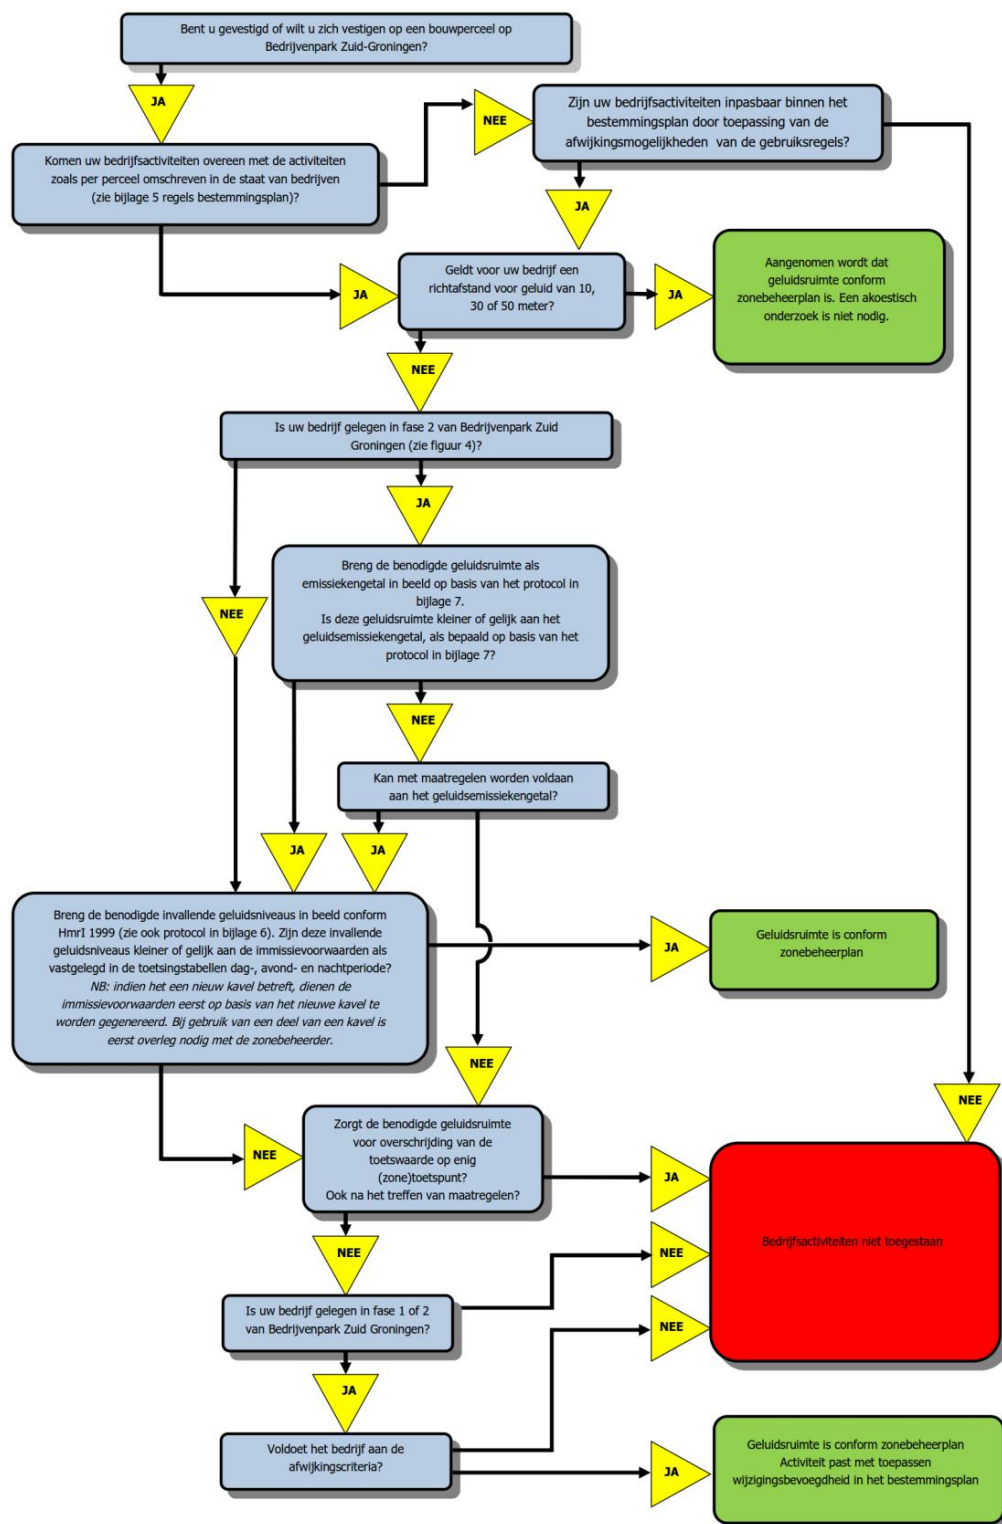 Bent u gevestigd of wilt u zich vestigen op een bouwperceel op
Bedrijvenpark Zuid-Groningen?
JA
NEE
Zijn uw bedrijfsactiviteiten inpasbaar binnen het
bestemmingsplan door toepassing van de
afwijkingsmogelijkheden van de gebruiksregels?
Komen uw bedrijfsactiviteiten overeen met de activiteiten
zoals per perceel omschreven in de staat van bedrijven
(zie bijlage 5 regels bestemmingsplan)?
JA
JA
Geldt voor uw bedrijf een
richtafstand voor geluid van 10,
30 of 50 meter?
JA
Aangenomen wordt dat
geluidsruimte conform
zonebeheerplan is. Een akoestisch
onderzoek is niet nodig.
NEE
Is uw bedrijf gelegen in fase 2 van Bedrijvenpark Zuid
Groningen (zie figuur 4)?
JA
NEE
Breng de benodigde geluidsruimte als
emissiekengetal in beeld op basis van het protocol in
bijlage 7.
Is deze geluidsruimte kleiner of gelijk aan het
geluidsemissiekengetal, als bepaald op basis van het
protocol in bijlage 7?
NEE
Kan met maatregelen worden voldaan
aan het geluidsemissiekengetal?
JA
JA
Breng de benodigde invallende geluidsniveaus in beeld conform
HmrI 1999 (zie ook protocol in bijlage 6). Zijn deze invallende
geluidsniveaus kleiner of gelijk aan de immissievoorwaarden als
vastgelegd in de toetsingstabellen dag-, avond- en nachtperiode?
NB: indien het een nieuw kavel betreft, dienen de
immissievoorwaarden eerst op basis van het nieuwe kavel te
worden gegenereerd. Bij gebruik van een deel van een kavel is
eerst overleg nodig met de zonebeheerder.
JA
Geluidsruimte is conform
zonebeheerplan
NEE
NEE
NEE
Zorgt de benodigde geluidsruimte
voor overschrijding van de
toetswaarde op enig
(zone)toetspunt?
Ook na het treffen van maatregelen?
JA
NEE
NEE
Bedrijfsactiviteiten niet toegestaan
Is uw bedrijf gelegen in fase 1 of 2
van Bedrijvenpark Zuid Groningen?
NEE
JA
Voldoet het bedrijf aan de
afwijkingscriteria?
JA
Geluidsruimte is conform zonebeheerplan
Activiteit past met toepassen
wijzigingsbevoegdheid in het bestemmingsplan